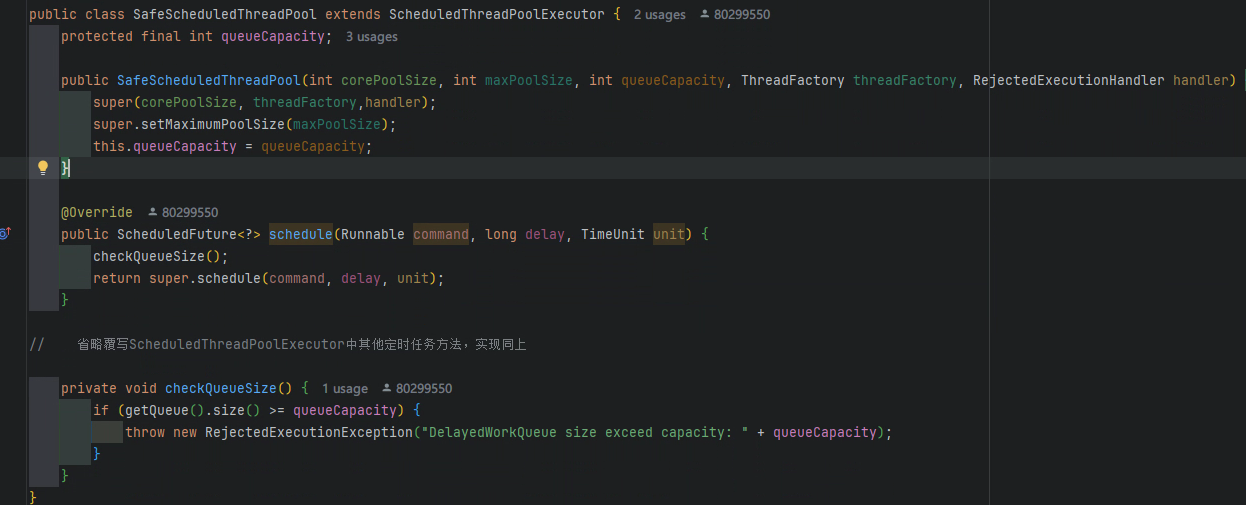 public class SafeScheduledThreadPool extends ScheduledThreadPoolExecutor { 2 usages 80299550
protected final int queueCapacity; 3 usages
public SafeScheduledThreadPool(int corePoolSize, int maxPoolSize, int queueCapacity, ThreadFactory threadFactory, RejectedExecutionHandler handler)
super(corePoolSize, threadFactory,handler);
super.setMaximumPoolSize(maxPoolSize);
this.queueCapacity = queueCapacity;
}
@Override 80299550
public ScheduledFuture<?> schedule(Runnable command, long delay, TimeUnit unit) {
checkQueueSize();
return super.schedule(command, delay, unit);
}
// 省略覆写ScheduledThreadPoolExecutor中其他定时任务方法，实现同上
private void checkQueueSize() { 1 usage 80299550
if (getQueue().size() >= queueCapacity) {
throw new RejectedExecutionException("DelayedWorkQueue size exceed capacity: " + queueCapacity);
}
}
}